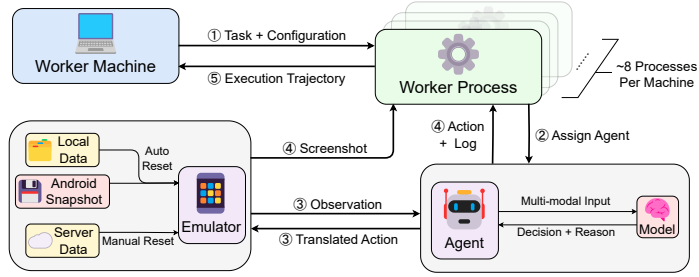 ① Task + Configuration
Worker Machine
⑤ Execution Trajectory
Worker Process
~8 Processes
Per Machine
Local
Data
Auto
Reset
Android
Snapshot
Server
Data
Manual Reset
Emulator
④ Screenshot
④ Action
+ Log
② Assign Agent
③ Observation
③ Translated Action
Agent
Multi-modal Input
Decision + Reason
Model